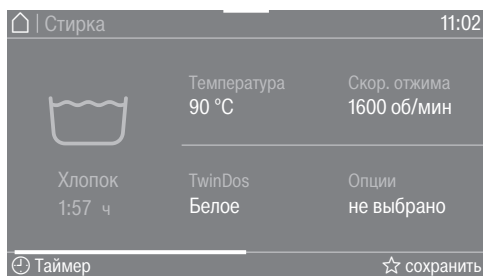 | Стирка 11:02
Температура Скор. отжима
90 °C 1600 об/мин
Хлопок TwinDos Опции
1:57 ч Белое не выбрано
Таймер сохранить